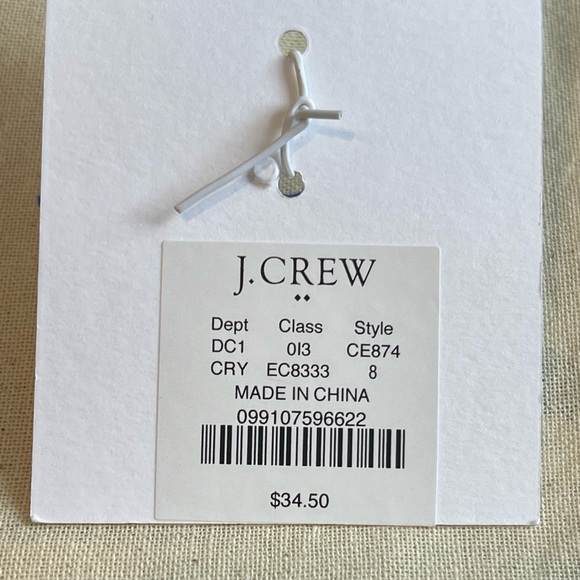 J.CREW
Dept Class Style
DC1 0I3 CE874
CRY EC8333 8
MADE IN CHINA
099107596622
$34.50